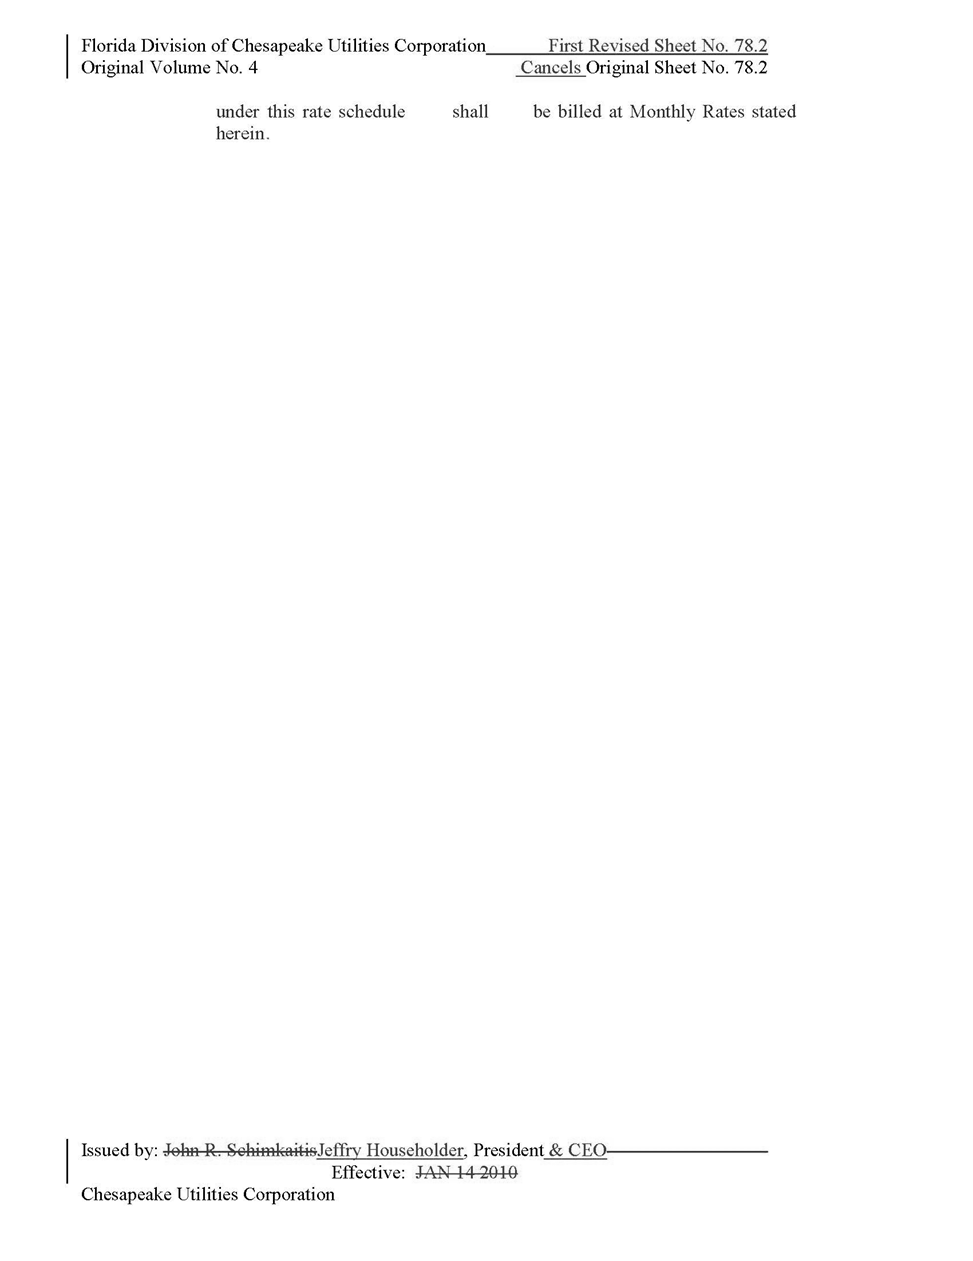 Florida Division of Chesapeake Utilities Corporation First Revised Sheet No. 78.2
Original Volume No. 4 Cancels Original Sheet No. 78.2
under this rate schedule shall be billed at Monthly Rates stated
herein.
Issued by: John R. SchimkaitisJeffry Householder, President & CEO
Effective: JAN 14 2010
Chesapeake Utilities Corporation